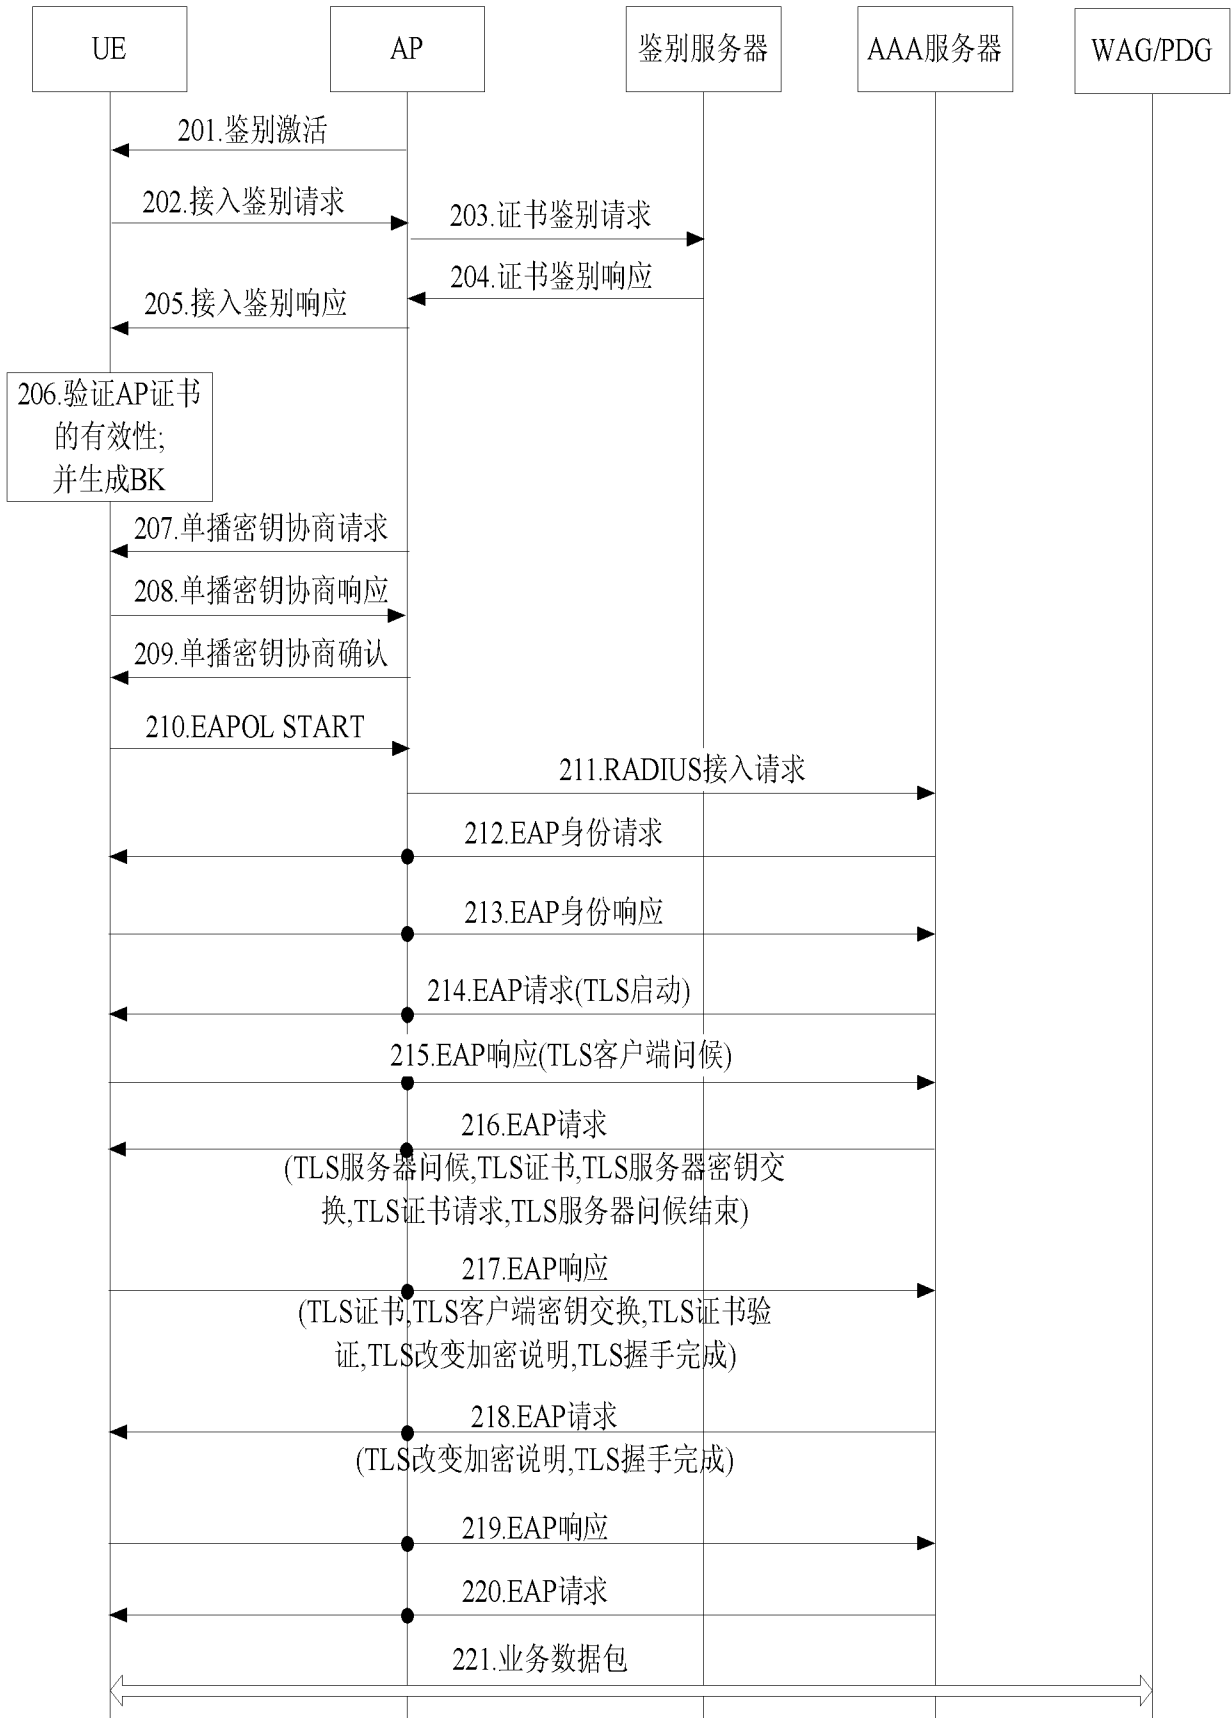 UE
AP
鉴别服务器
AAA服务器
WAG/PDG
201.鉴别激活
202.接入鉴别请求
203.证书鉴别请求
204.证书鉴别响应
205.接入鉴别响应
206.验证AP证书
的有效性;
并生成BK
207.单播密钥协商请求
208.单播密钥协商响应
209.单播密钥协商确认
210.EAPOL START
211.RADIUS接入请求
212.EAP身份请求
213.EAP身份响应
214.EAP请求(TLS启动)
215.EAP响应(TLS客户端问候)
216.EAP请求
(TLS服务器问候,TLS证书,TLS服务器密钥交
换,TLS证书请求,TLS服务器问候结束)
217.EAP响应
(TLS证书,TLS客户端密钥交换,TLS证书验
证,TLS改变加密说明,TLS握手完成)
218.EAP请求
(TLS改变加密说明,TLS握手完成)
219.EAP响应
220.EAP请求
221.业务数据包